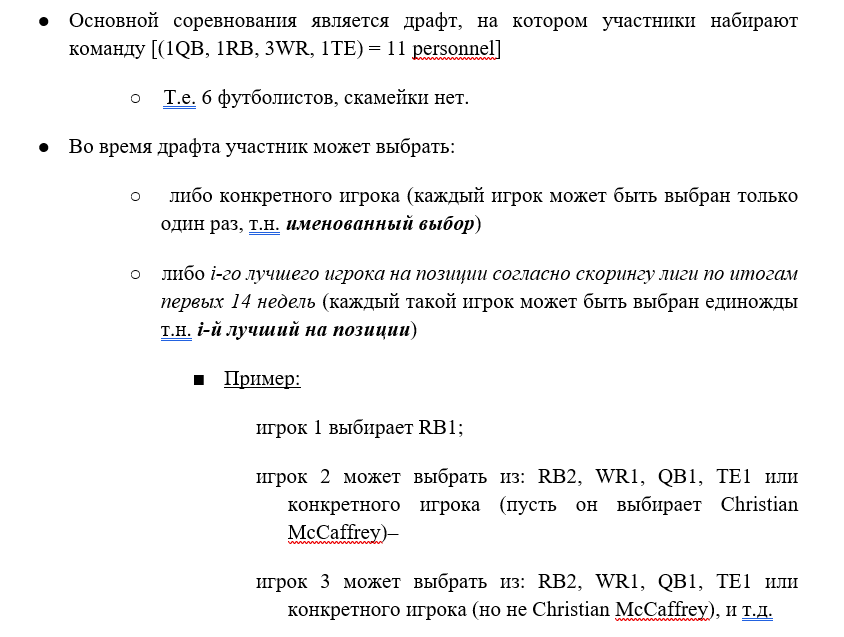 ● Основной соревнования является драфт, на котором участники набирают
команду [(1QB, 1RB, 3WR, 1TE) = 11 personnel]
○ Т.е. 6 футболистов, скамейки нет.
● Во время драфта участник может выбрать:
○ либо конкретного игрока (каждый игрок может быть выбран только
один раз, т.н. именованный выбор)
○ либо i-го лучшего игрока на позиции согласно скорингу лиги по итогам
первых 14 недель (каждый такой игрок может быть выбран единожды
т.н. i-й лучший на позиции)
■ Пример:
игрок 1 выбирает RB1;
игрок 2 может выбрать из: RB2, WR1, QB1, TE1 или
конкретного игрока (пусть он выбирает Christian
McCaffrey)–
игрок 3 может выбрать из: RB2, WR1, QB1, TE1 или
конкретного игрока (но не Christian McCaffrey), и т.д.